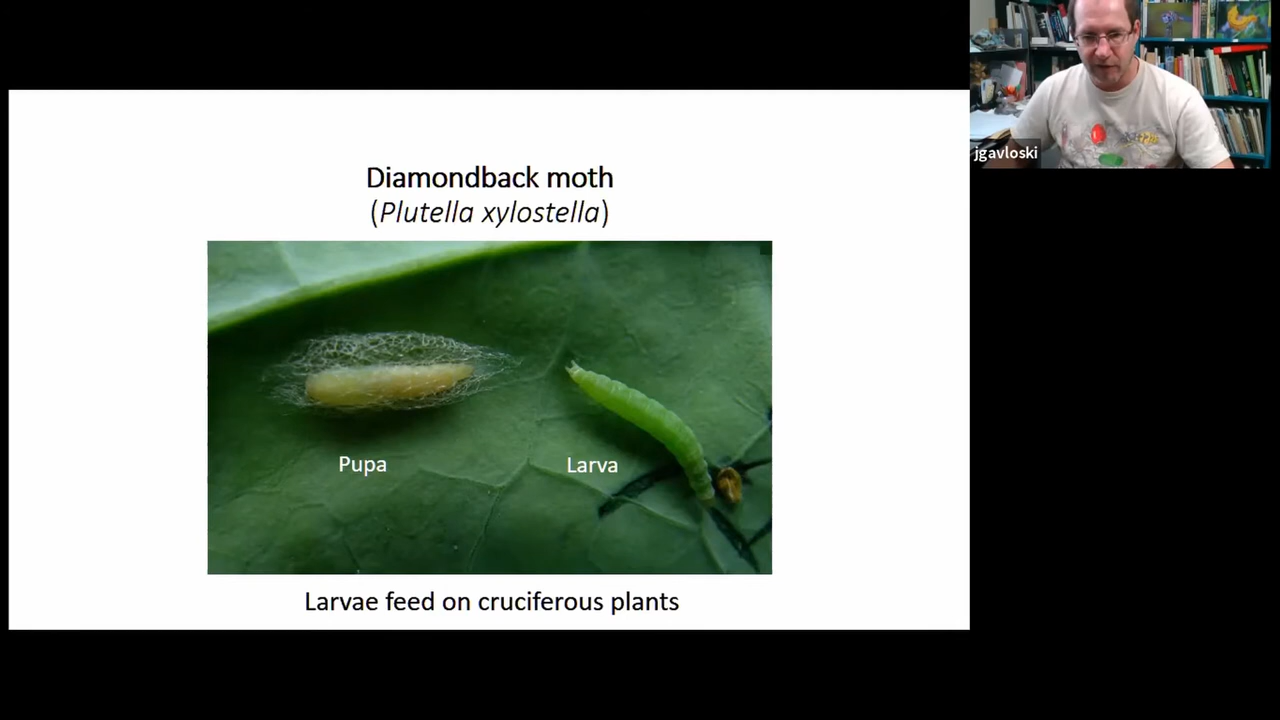 jgavloski
Diamondback moth
(Plutella xylostella)
Pupa
Larva
Larvae feed on cruciferous plants